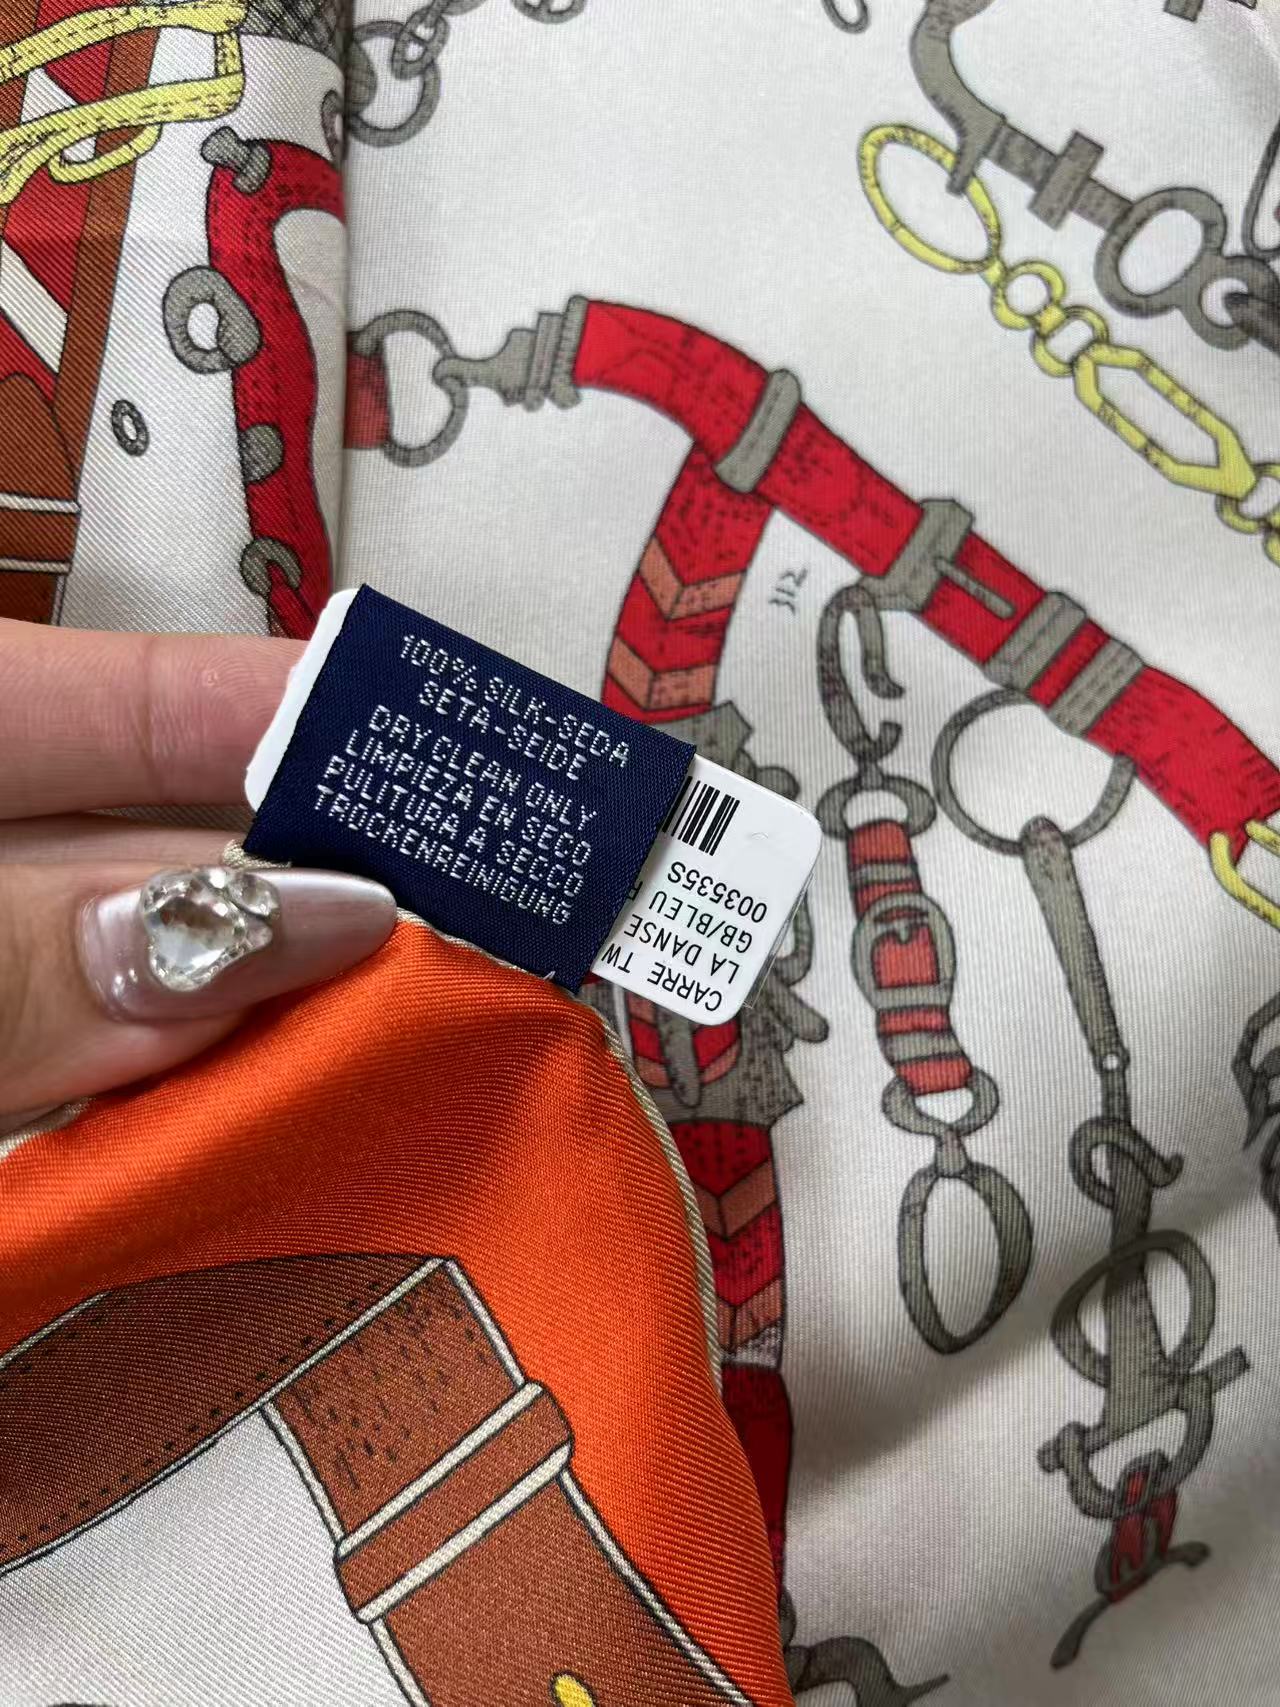 100% SILK-SEDA
SETA-SEIDE
DRY CLEAN ONLY
LIMPIEZA EN SECO
PULITURA A SECCO
TROCKENREINIGUNG
CARRE TW
LA DANSE
GB/BLEU
003535S
312